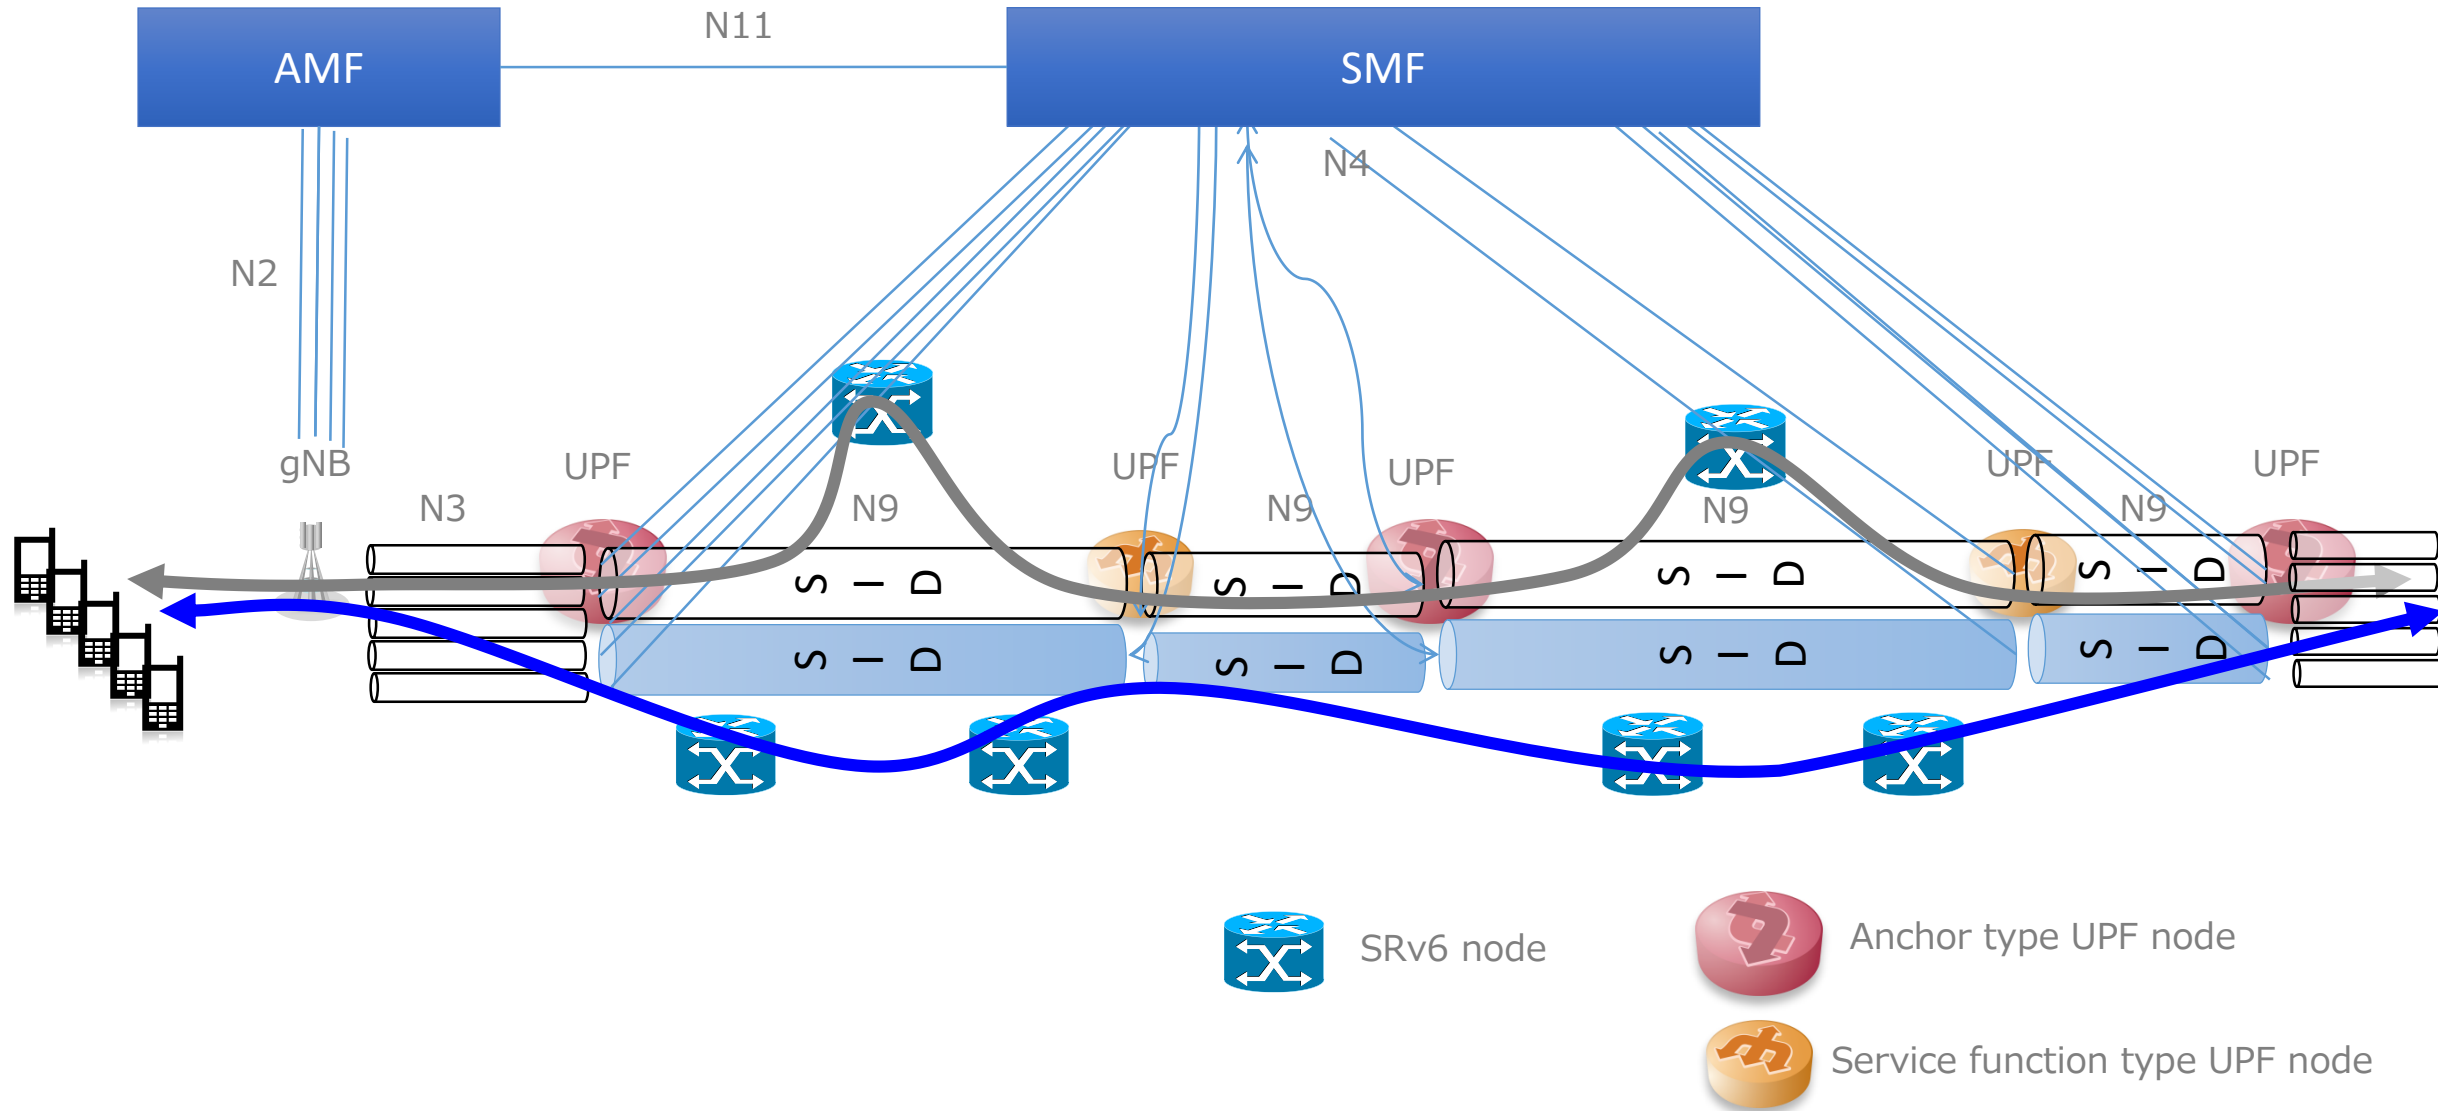 N11
AMF
SMF
N4
N2
gNB
UPF
UPF
UPF
UPF
UPF
N3
N9
N9
N9
N9
SID
SID
SID
SID
SID
SID
SID
SID
SRv6 node
Anchor type UPF node
Service function type UPF node